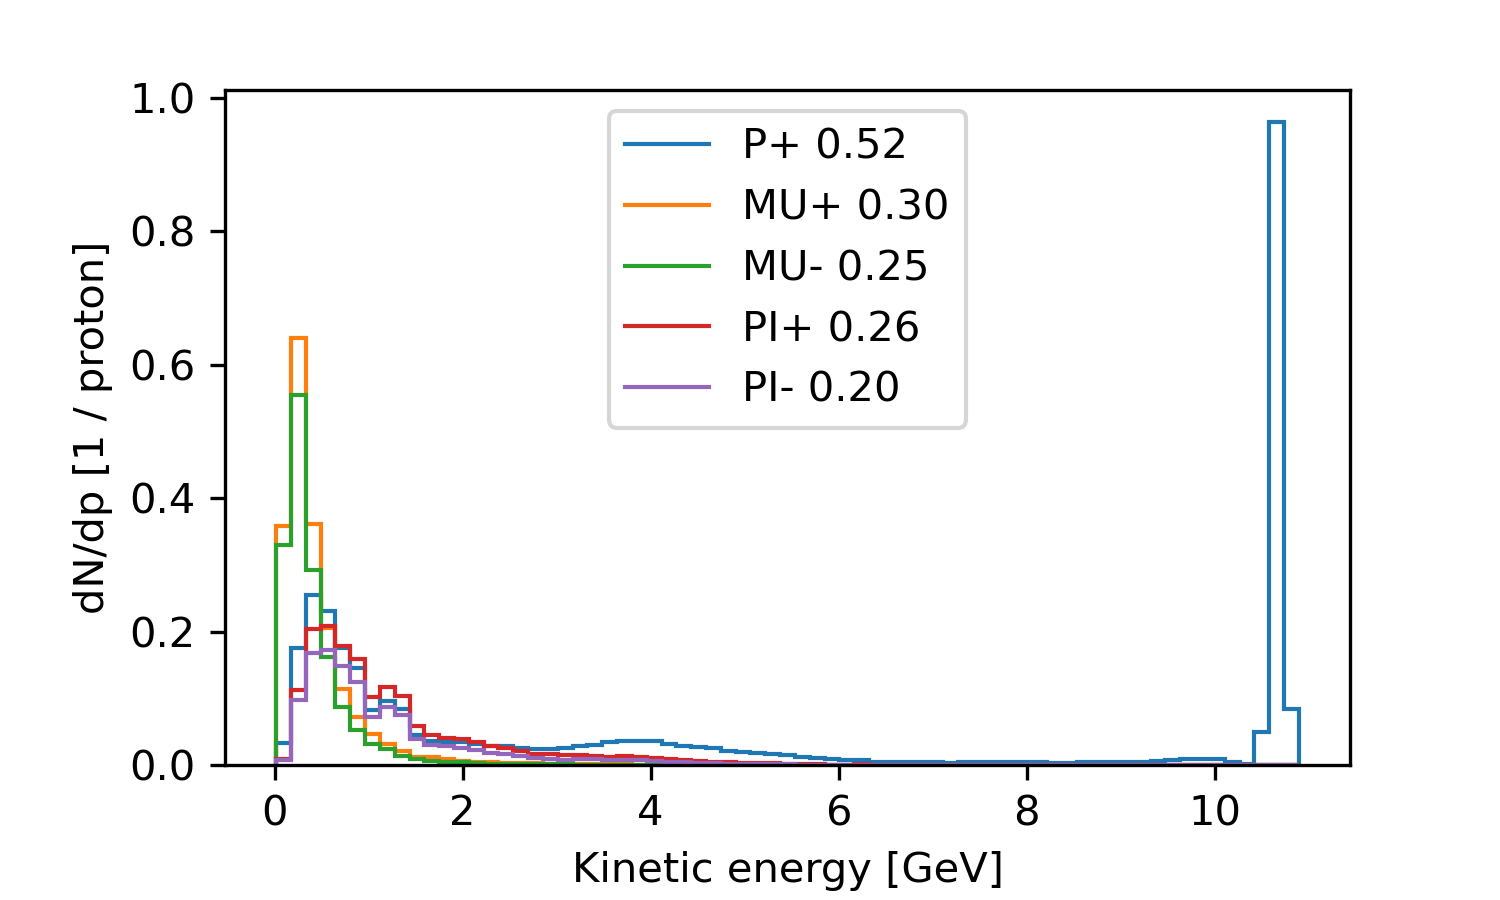 1.0
0.8
0.6
0.4
0.2
0.0
dN/dp [1 / proton]
P+ 0.52
MU+ 0.30
MU- 0.25
PI+ 0.26
PI- 0.20
0 2 4 6 8 10
Kinetic energy [GeV]